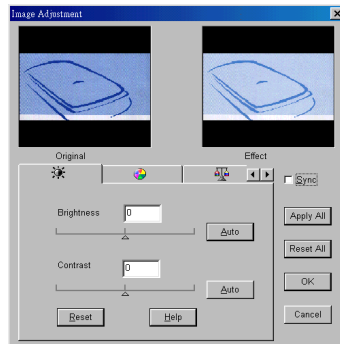 Image Adjustment
Original
Effect
Sync
Brightness
0
Auto
Apply All
Reset All
Contrast
0
Auto
OK
Reset
Help
Cancel